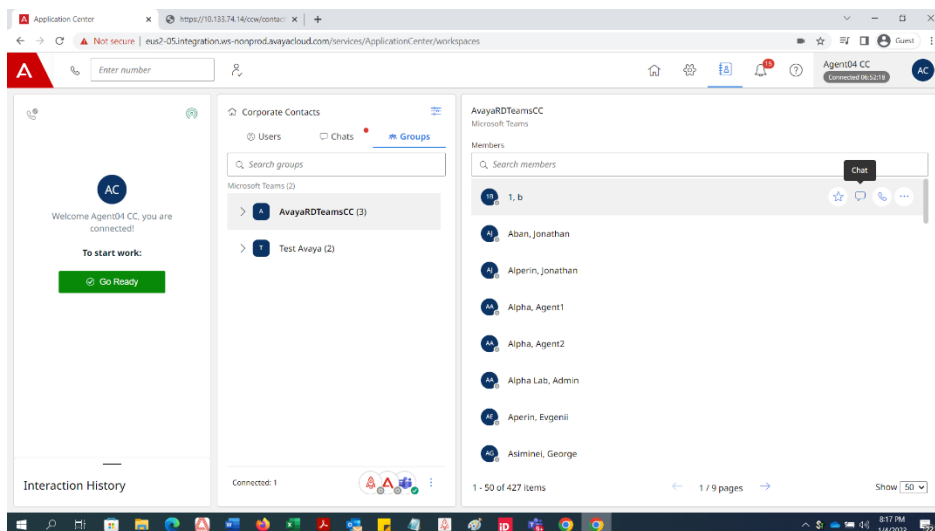 Application Center
https://10.133.74.14/ccw/contact
Not secure | eus2-05.integration.ws-nonprod.avayacloud.com/services/ApplicationCenter/workspaces
Guest
Enter number
15
Agent04 CC
Connected 06:52:18
AC
AC
Welcome Agent04 CC, you are
connected!
To start work:
Go Ready
Interaction History
Corporate Contacts
Users
Chats
Groups
Search groups
Microsoft Teams (2)
A
AvayaRDTeamsCC (3)
T
Test Avaya (2)
Connected: 1
AvayaRDTeamsCC
Microsoft Teams
Members
Search members
Chat
1B
1, b
AJ
Aban, Jonathan
AJ
Alperin, Jonathan
AA
Alpha, Agent1
AA
Alpha, Agent2
AA
Alpha Lab, Admin
AE
Aperin, Evgenii
AG
Asiminei, George
1 - 50 of 427 items
1 / 9 pages
Show 50
8:17 PM
1/4/2023